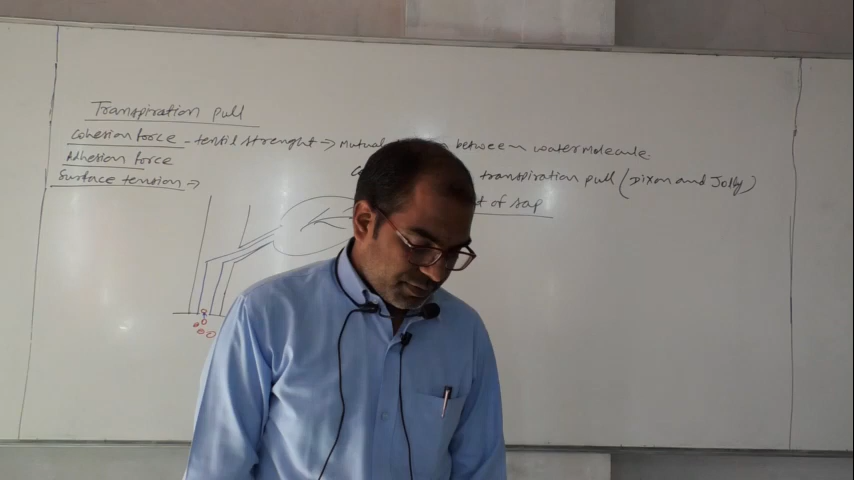 Transpiration pull
Cohesion force - tentil strenght → Mutual between water molecule.
Adhesion force
transpiration pull (Dixon and Jolly)
Surface tension →
of sap